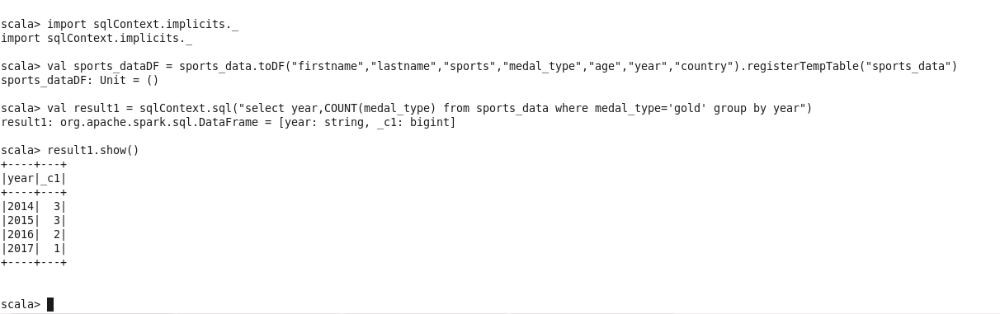 scala> import sqlContext.implicits._
import sqlContext.implicits._
scala> val sports_dataDF = sports_data.toDF("firstname","lastname","sports","medal_type","age","year","country").registerTempTable("sports_data")
sports_dataDF: Unit = ()
scala> val result1 = sqlContext.sql("select year,COUNT(medal_type) from sports_data where medal_type='gold' group by year")
result1: org.apache.spark.sql.DataFrame = [year: string, _c1: bigint]
scala> result1.show()
+----+---+
|year|_c1|
+----+---+
|2014|  3|
|2015|  3|
|2016|  2|
|2017|  1|
+----+---+
scala>